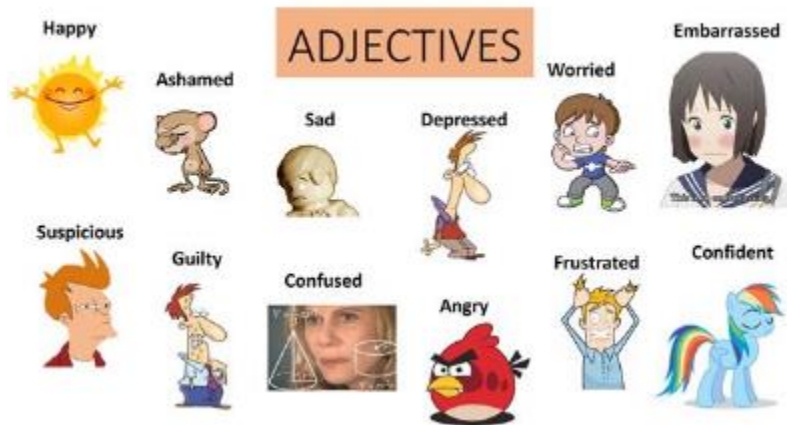 ADJECTIVES
Happy
Ashamed
Sad
Depressed
Worried
Embarrassed
Suspicious
Guilty
Confused
Angry
Frustrated
Confident